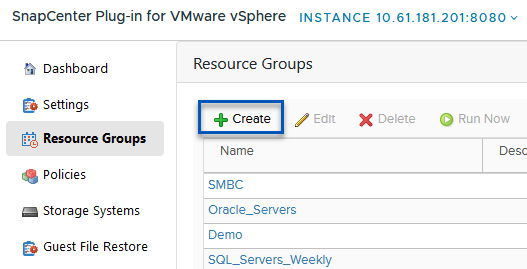 SnapCenter Plug-in for VMware vSphere INSTANCE 10.61.181.201:8080
Dashboard
Settings
Resource Groups
Policies
Storage Systems
Guest File Restore
Resource Groups
Create Edit Delete Run Now
Name Desc
SMBC
Oracle_Servers
Demo
SQL_Servers_Weekly